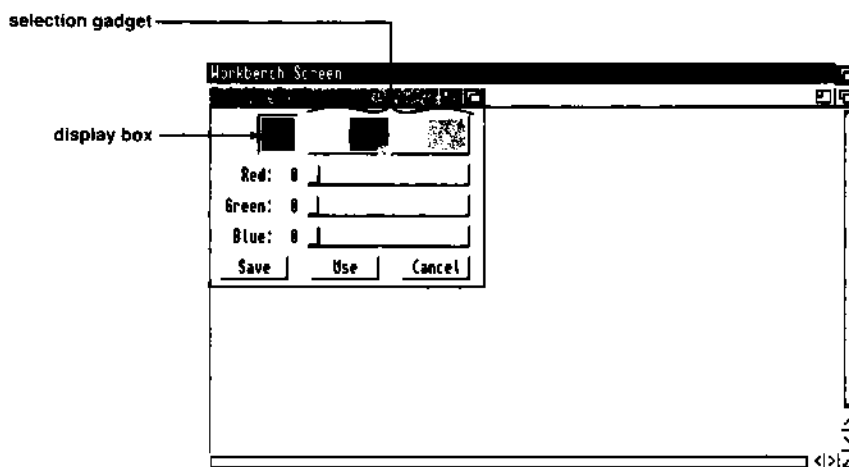 selection gadget
Workbench Screen
display box
Red: 0
Green: 0
Blue: 0
Save Use Cancel